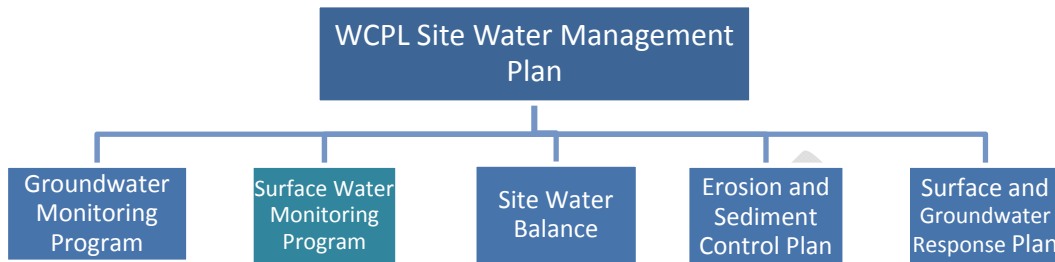 WCPL Site Water Management
Plan
Groundwater
Monitoring
Program
Surface Water
Monitoring
Program
Site Water
Balance
Erosion and
Sediment
Control Plan
Surface and
Groundwater
Response Plan